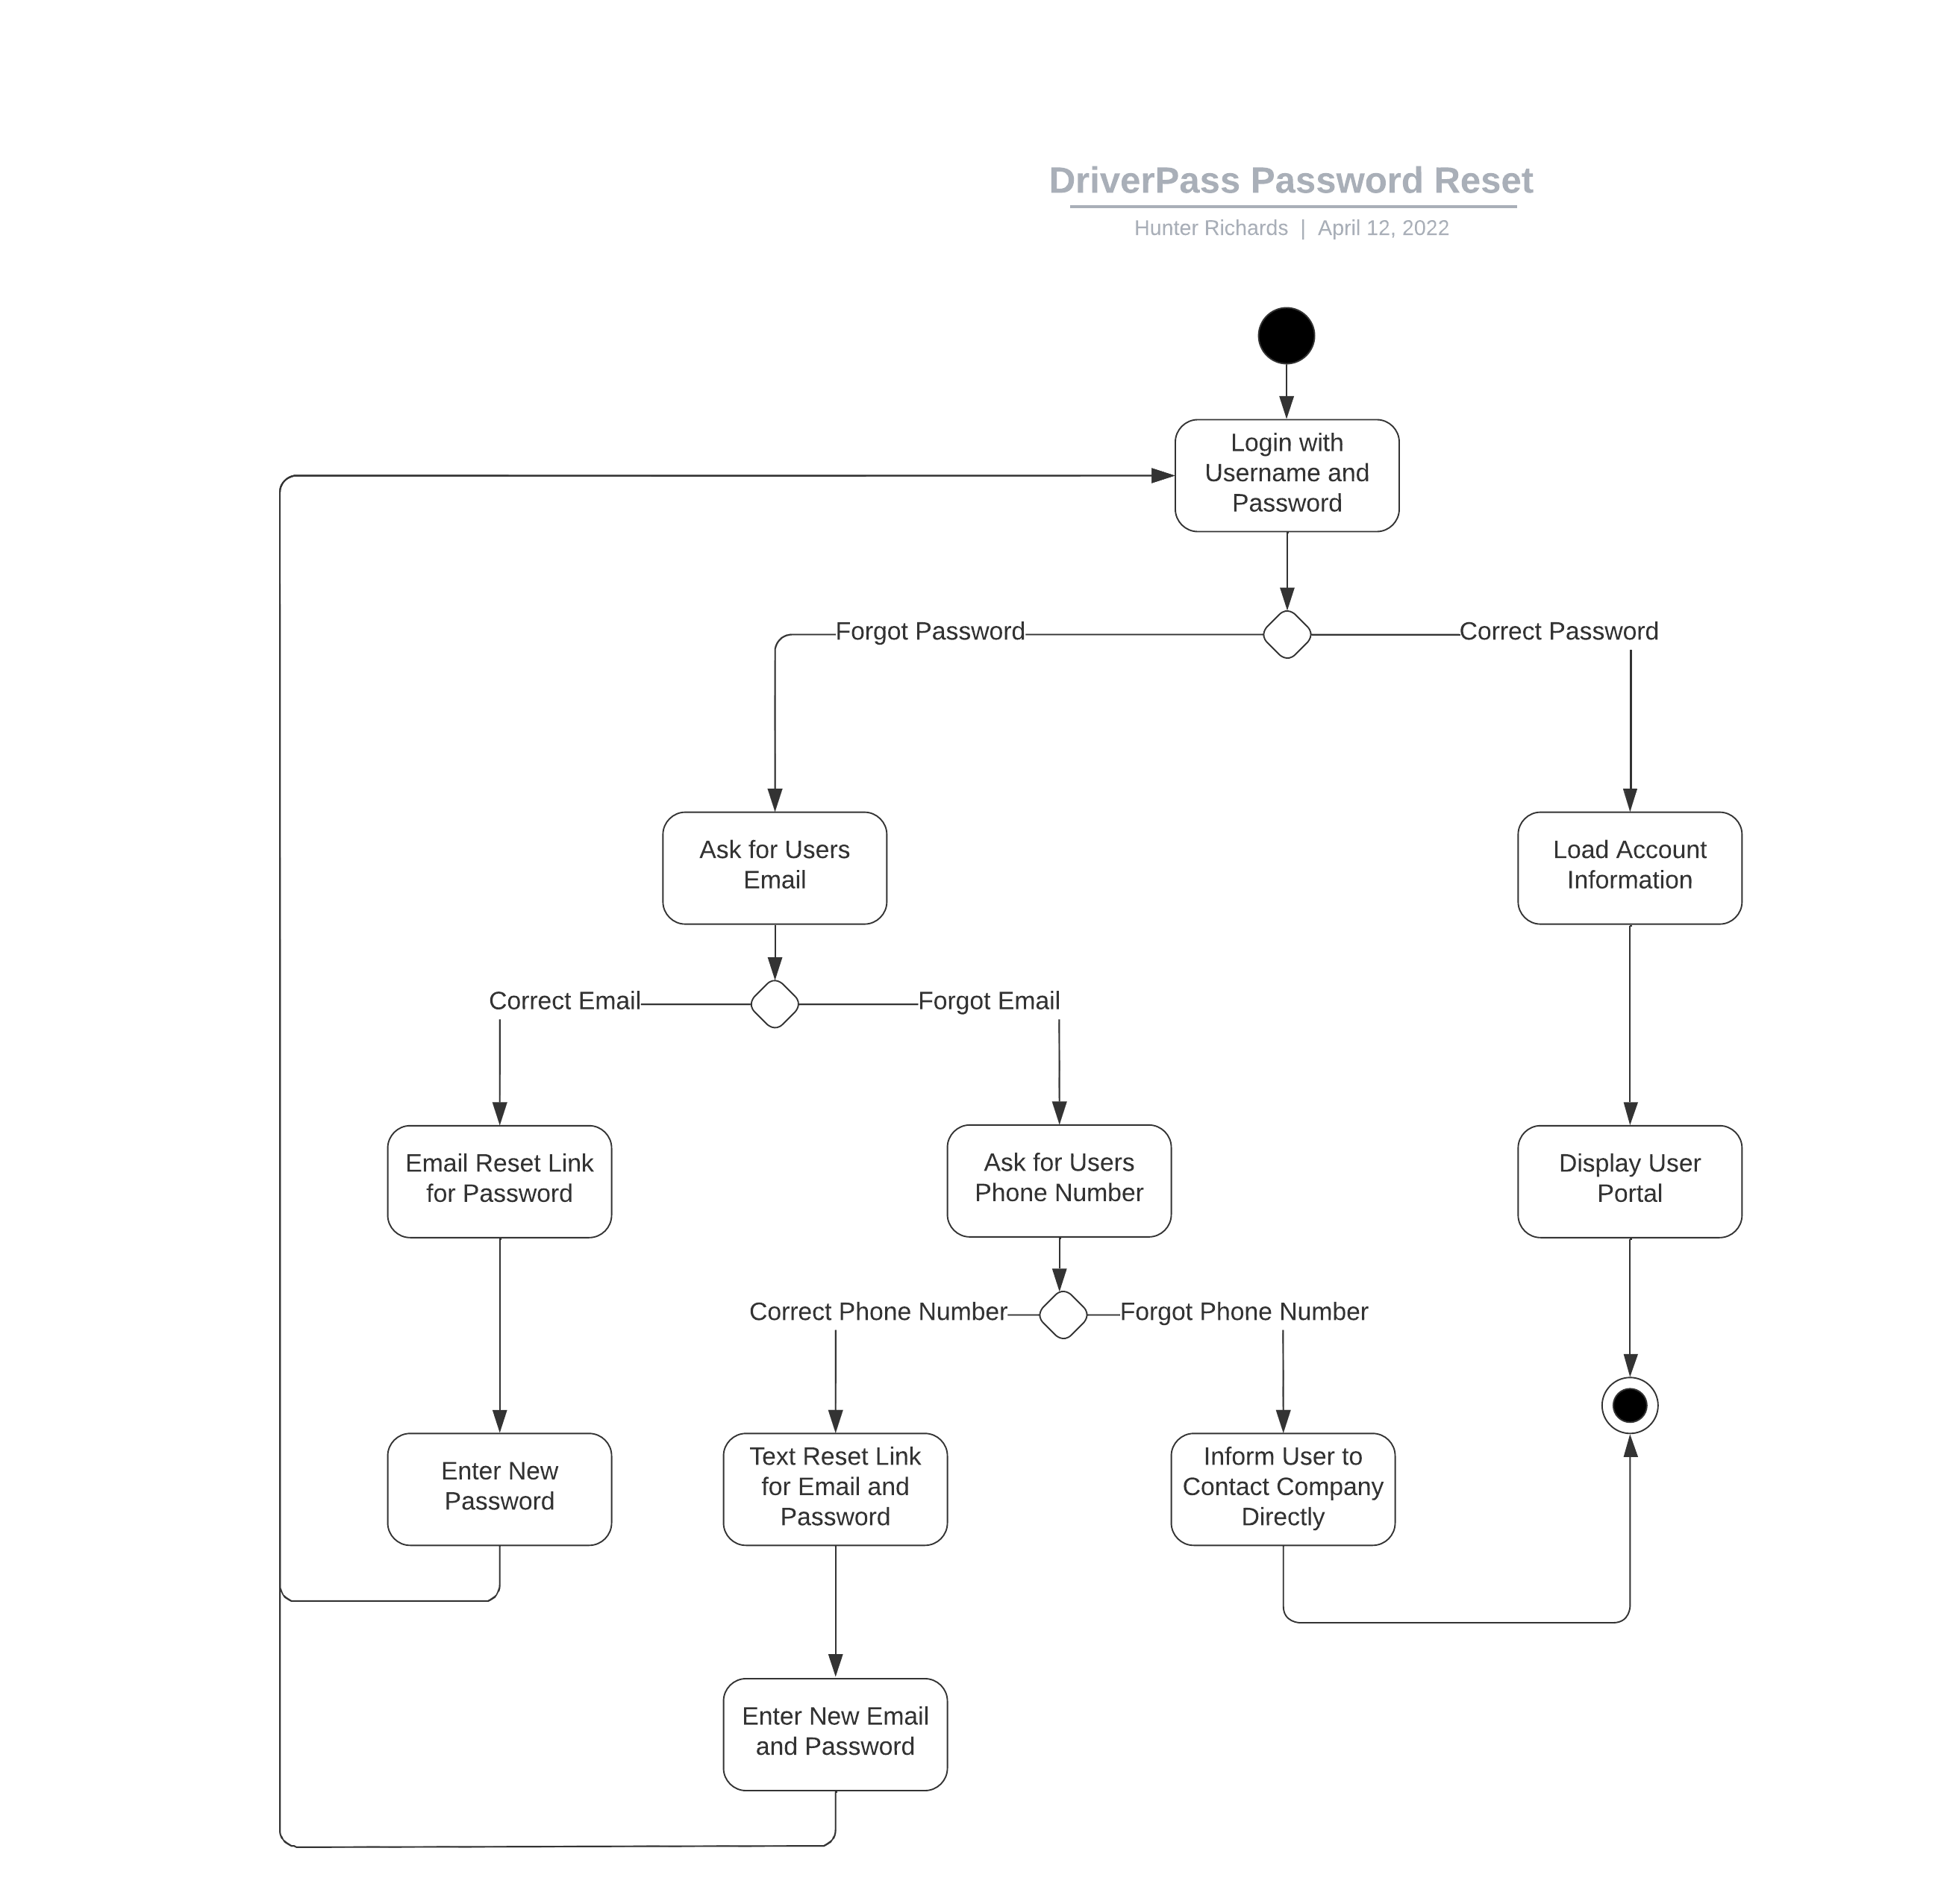 DriverPass Password Reset
Hunter Richards | April 12, 2022
Login with
Username and
Password
Forgot Password
Correct Password
Ask for Users
Email
Load Account
Information
Correct Email
Forgot Email
Email Reset Link
for Password
Ask for Users
Phone Number
Display User
Portal
Correct Phone Number
Forgot Phone Number
Enter New
Password
Text Reset Link
for Email and
Password
Inform User to
Contact Company
Directly
Enter New Email
and Password